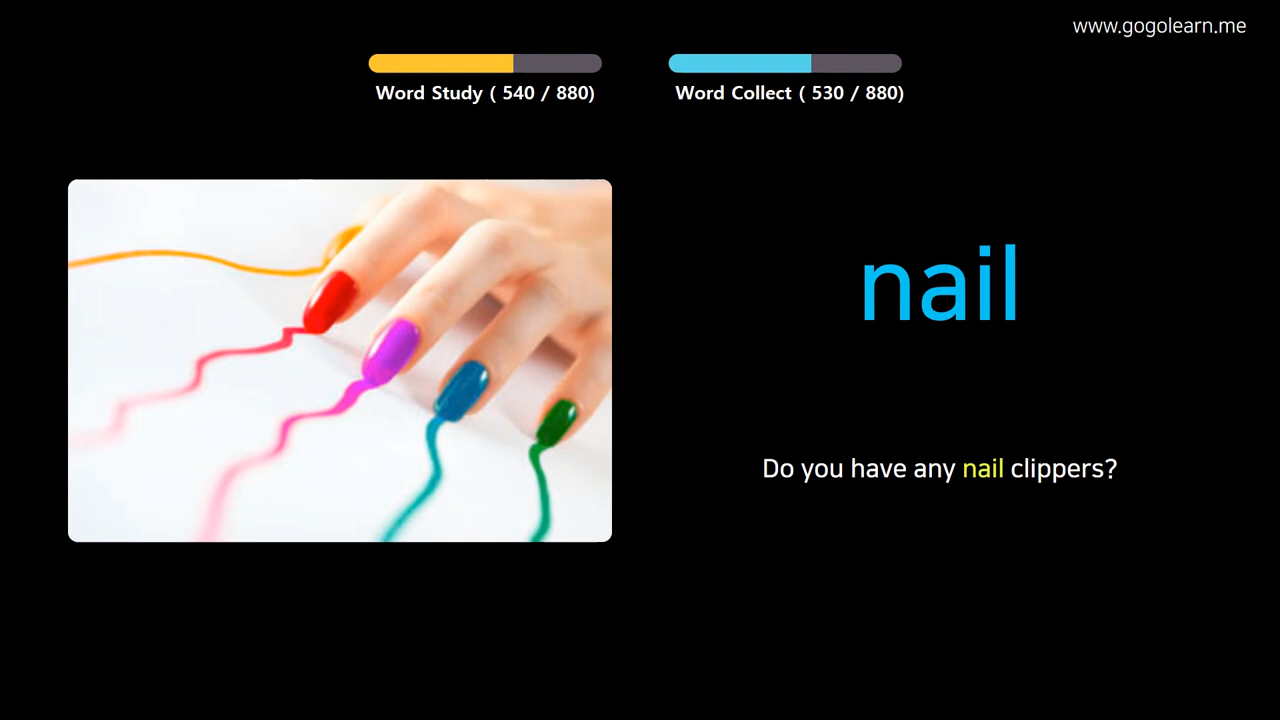 www.gogolearn.me
Word Study ( 540 / 880)
Word Collect ( 530 / 880)
nail
Do you have any nail clippers?